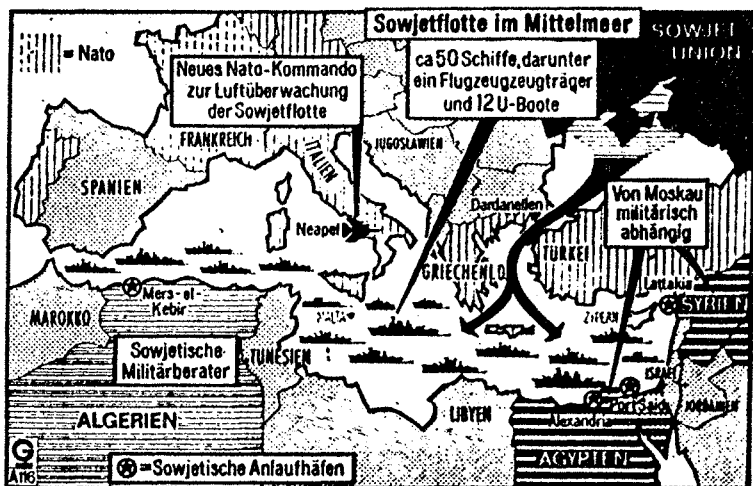 Sowjetflotte im Mittelmeer
SOWJET
UNION
= Nato
Neues Nato-Kommando
zur Luftüberwachung
der Sowjetflotte
ca 50 Schiffe, darunter
ein Flugzeugzeugträger
und 12 U-Boote
FRANKREICH
ITALIEN
JUGOSLAWIEN
SPANIEN
Neapel
Dardanellen
Von Moskau
militärisch
abhängig
GRIECHENLD
TÜRKEI
Lattakia
SYRIEN
Mers-el-
Kebir
MAROKKO
MALTA
ZYPERN
Sowjetische
Militärberater
TUNESIEN
ISRAEL
Port Said
JORDANIEN
ALGERIEN
LIBYEN
Alexandria
ÄGYPTEN
= Sowjetische Anlaufhäfen
G
A116